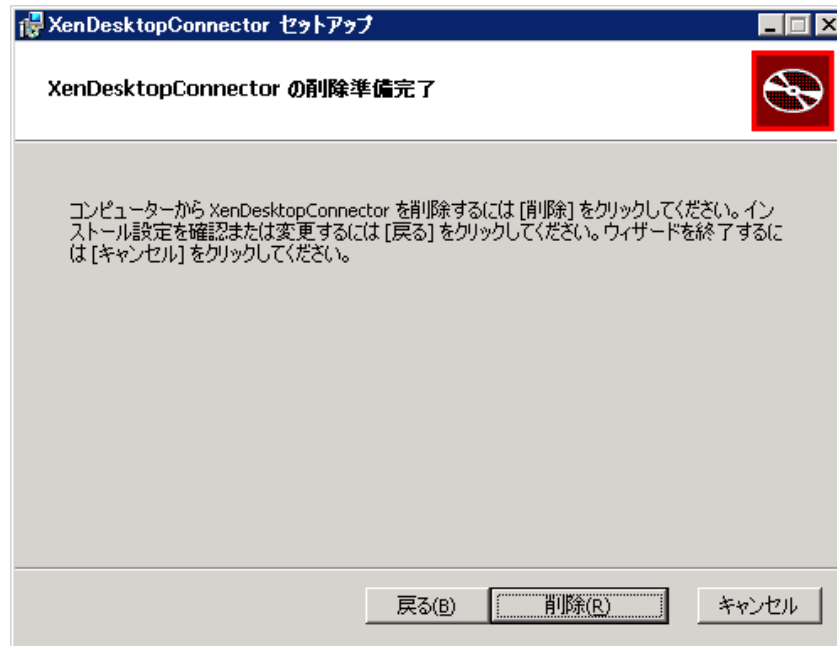 XenDesktopConnector セットアップ
XenDesktopConnector の削除準備完了
コンピューターから XenDesktopConnector を削除するには [削除] をクリックしてください。イン
ストール設定を確認または変更するには [戻る] をクリックしてください。ウィザードを終了するに
は [キャンセル] をクリックしてください。
戻る(B) 削除(R) キャンセル